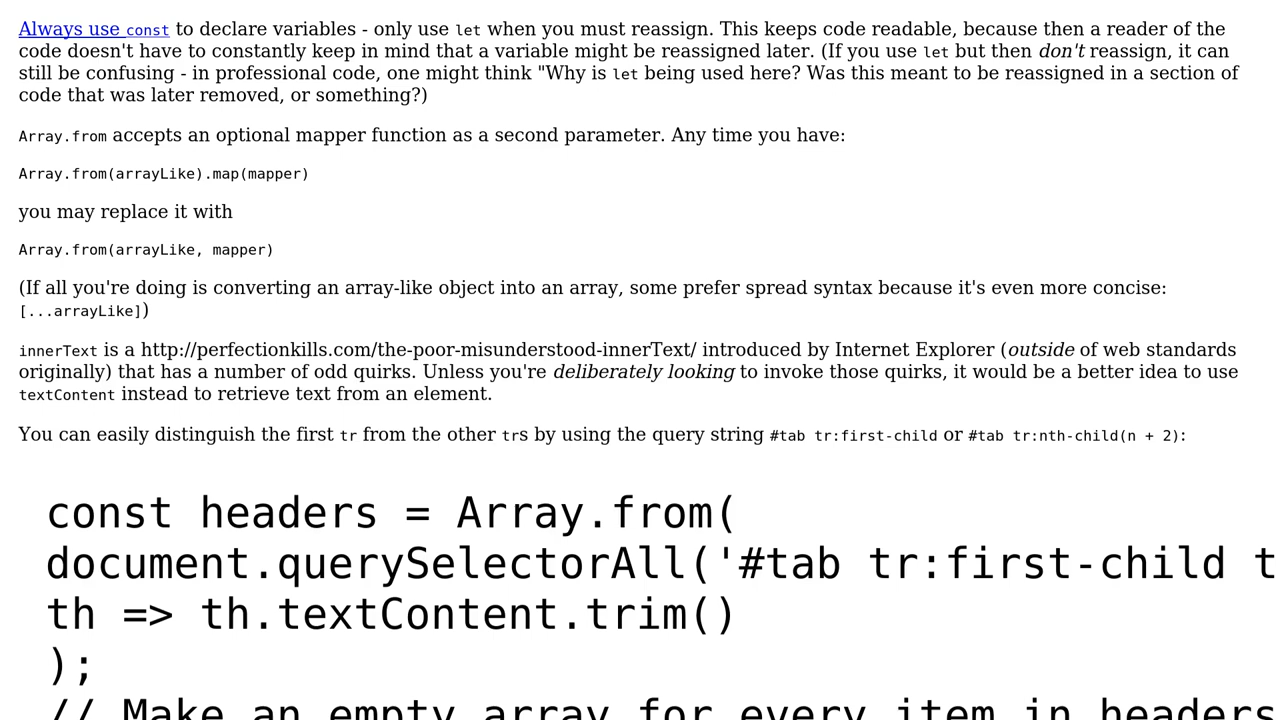 Always use const to declare variables - only use let when you must reassign. This keeps code readable, because then a reader of the
code doesn't have to constantly keep in mind that a variable might be reassigned later. (If you use let but then don't reassign, it can
still be confusing - in professional code, one might think "Why is let being used here? Was this meant to be reassigned in a section of
code that was later removed, or something?)
Array.from accepts an optional mapper function as a second parameter. Any time you have:
Array.from(arrayLike).map(mapper)
you may replace it with
Array.from(arrayLike, mapper)
(If all you're doing is converting an array-like object into an array, some prefer spread syntax because it's even more concise:
[...arrayLike])
innerText is a http://perfectionkills.com/the-poor-misunderstood-innerText/ introduced by Internet Explorer (outside of web standards
originally) that has a number of odd quirks. Unless you're deliberately looking to invoke those quirks, it would be a better idea to use
textContent instead to retrieve text from an element.
You can easily distinguish the first tr from the other trs by using the query string #tab tr:first-child or #tab tr:nth-child(n + 2):
const headers = Array.from(
document.querySelectorAll('#tab tr:first-child t
th => th.textContent.trim()
);
// Make an empty array for every item in headers